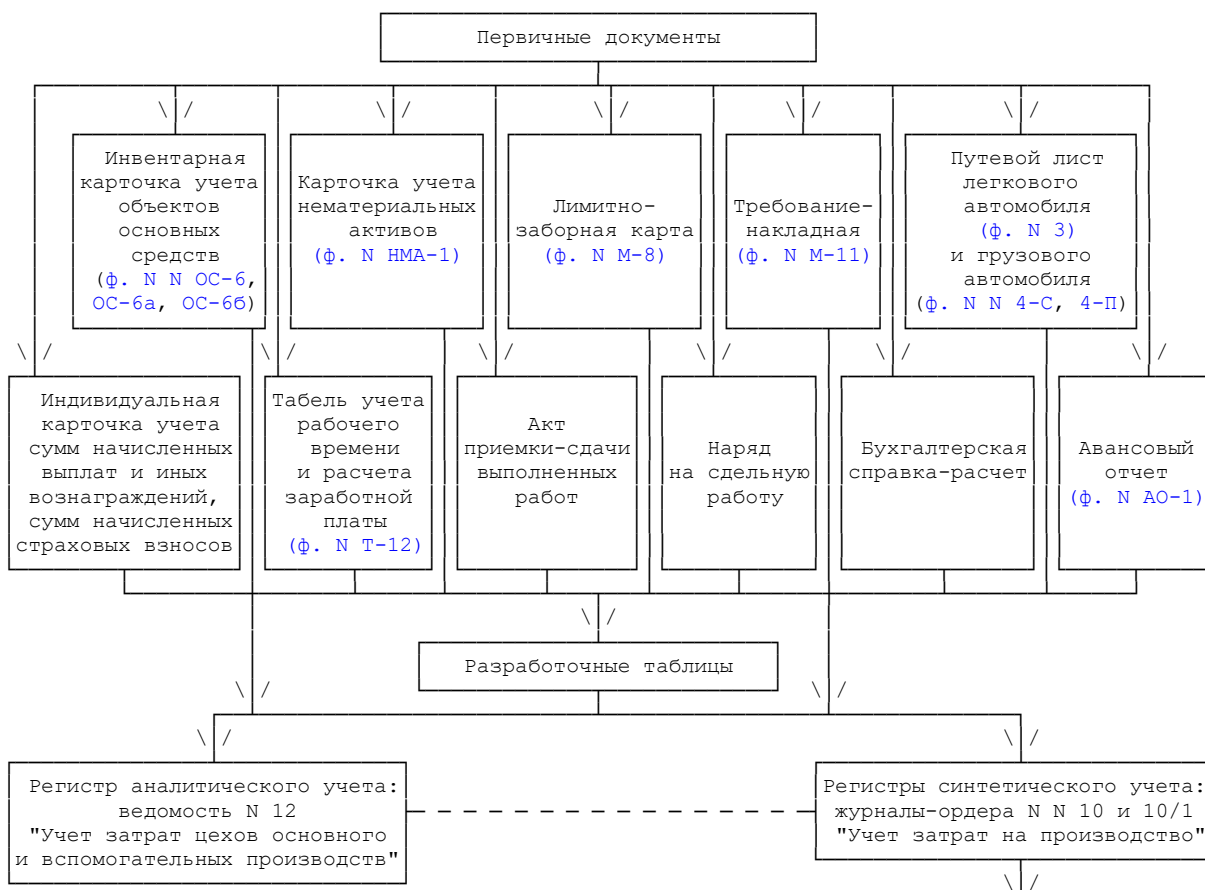 Первичные документы
Инвентарная
карточка учета
объектов
основных
средств
(ф. N N ОС-6,
ОС-6а, ОС-6б)
Карточка учета
нематериальных
активов
(ф. N НМА-1)
Лимитно-
заборная карта
(ф. N М-8)
Требование-
накладная
(ф. N М-11)
Путевой лист
легкового
автомобиля
(ф. N 3)
и грузового
автомобиля
(ф. N N 4-С, 4-П)
Индивидуальная
карточка учета
сумм начисленных
выплат и иных
вознаграждений,
сумм начисленных
страховых взносов
Табель учета
рабочего
времени
и расчета
заработной
платы
(ф. N Т-12)
Акт
приемки-сдачи
выполненных
работ
Наряд
на сдельную
работу
Бухгалтерская
справка-расчет
Авансовый
отчет
(ф. N АО-1)
Разработочные таблицы
Регистр аналитического учета:
ведомость N 12
"Учет затрат цехов основного
и вспомогательных производств"
Регистры синтетического учета:
журналы-ордера N N 10 и 10/1
"Учет затрат на производство"